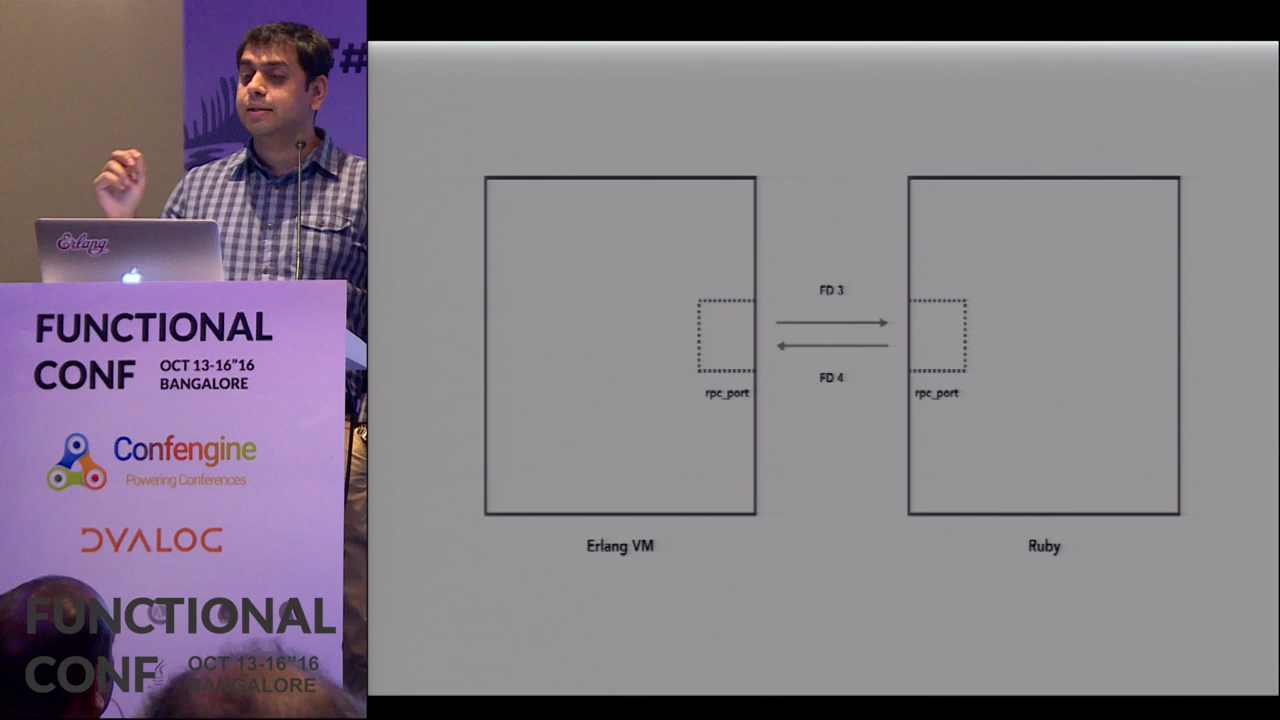 #
Erlang
FUNCTIONAL
CONF OCT 13-16"16
BANGALORE
Confengine
Powering Conferences
DYALOG
FUNCTIONAL
CONF OCT 13-16"16
BANGALORE
FD 3
FD 4
rpc_port
rpc_port
Erlang VM
Ruby